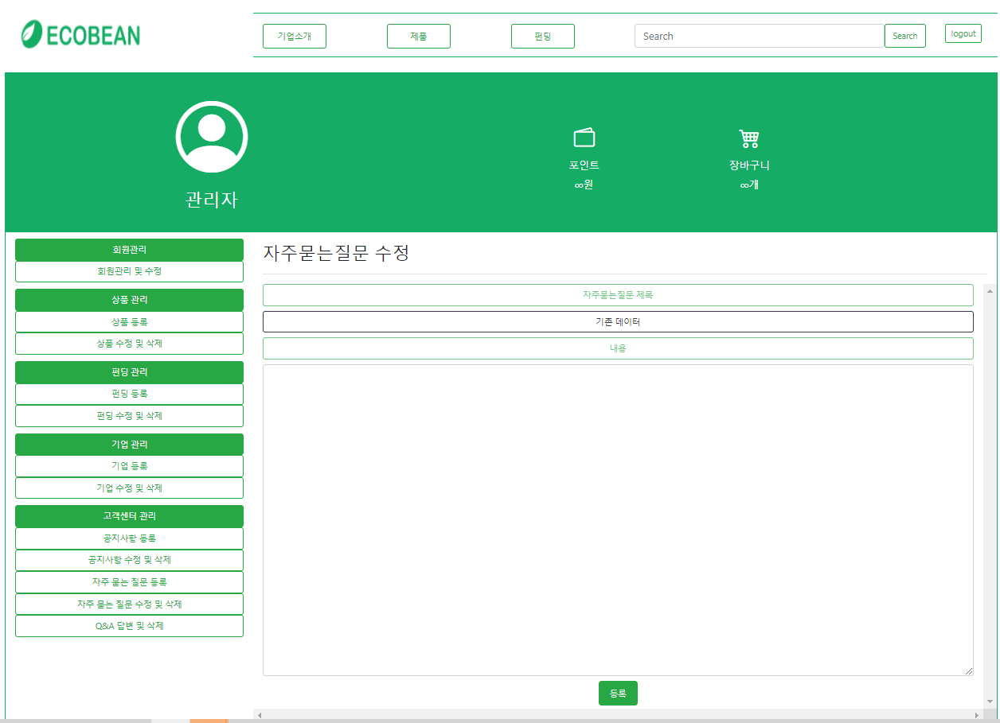 ECOBEAN
기업소개
제품
펀딩
Search
Search
logout
관리자
포인트
∞원
장바구니
∞개
회원관리
회원관리 및 수정
상품 관리
상품 등록
상품 수정 및 삭제
펀딩 관리
펀딩 등록
펀딩 수정 및 삭제
기업 관리
기업 등록
기업 수정 및 삭제
고객센터 관리
공지사항 등록
공지사항 수정 및 삭제
자주 묻는 질문 등록
자주 묻는 질문 수정 및 삭제
Q&A 답변 및 삭제
자주묻는질문 수정
자주묻는질문 제목
기존 데이터
내용
등록